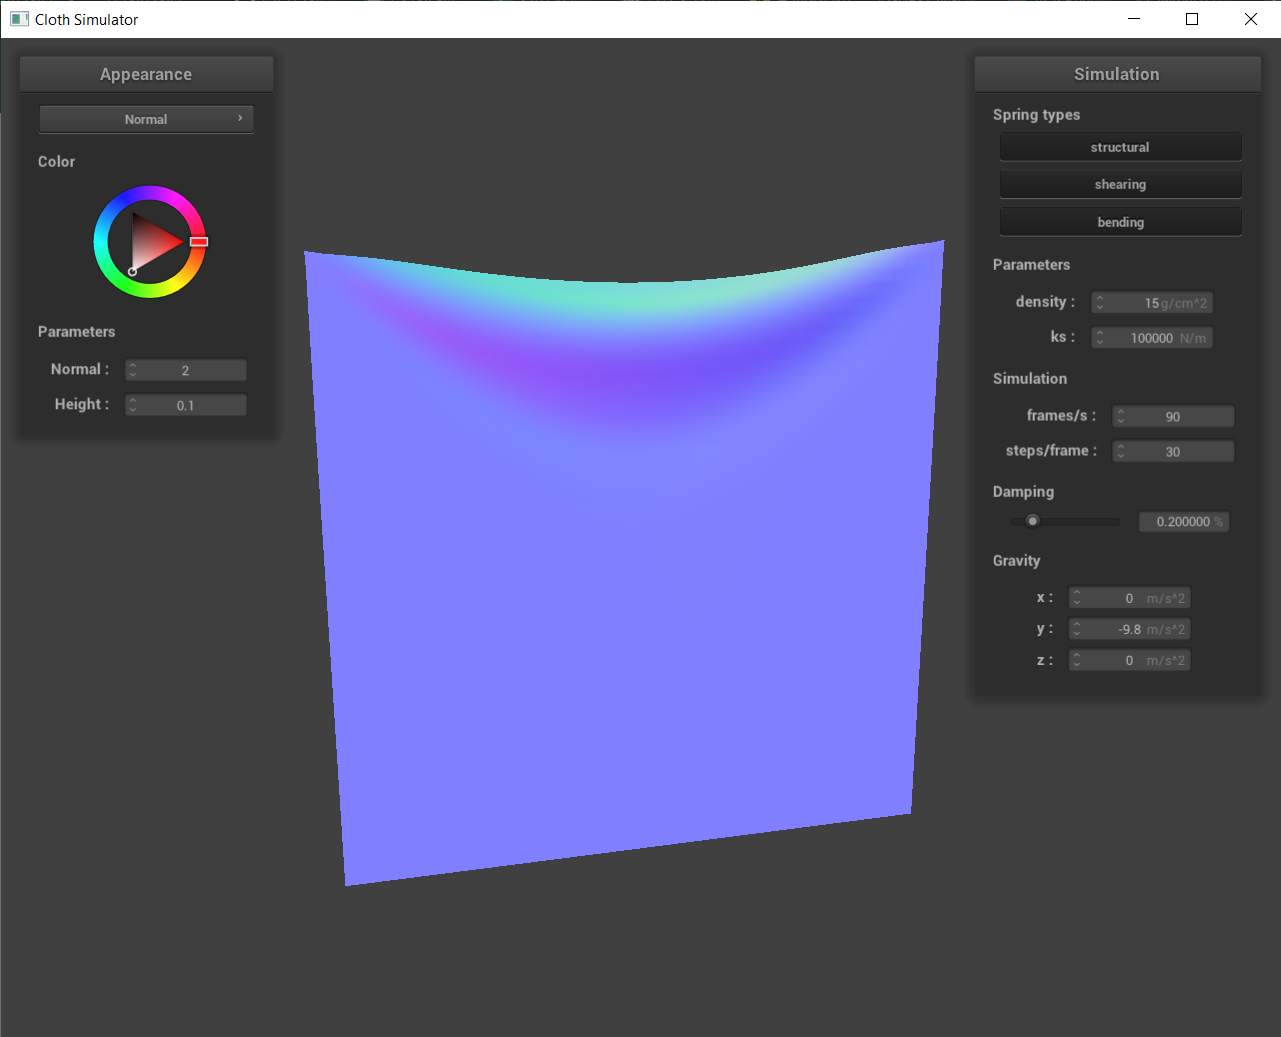 Cloth Simulator
Appearance
Normal
Color
Parameters
Normal : 2
Height : 0.1
Simulation
Spring types
structural
shearing
bending
Parameters
density : 15 g/cm^2
ks : 100000 N/m
Simulation
frames/s : 90
steps/frame : 30
Damping
0.200000 %
Gravity
x : 0 m/s^2
y : -9.8 m/s^2
z : 0 m/s^2